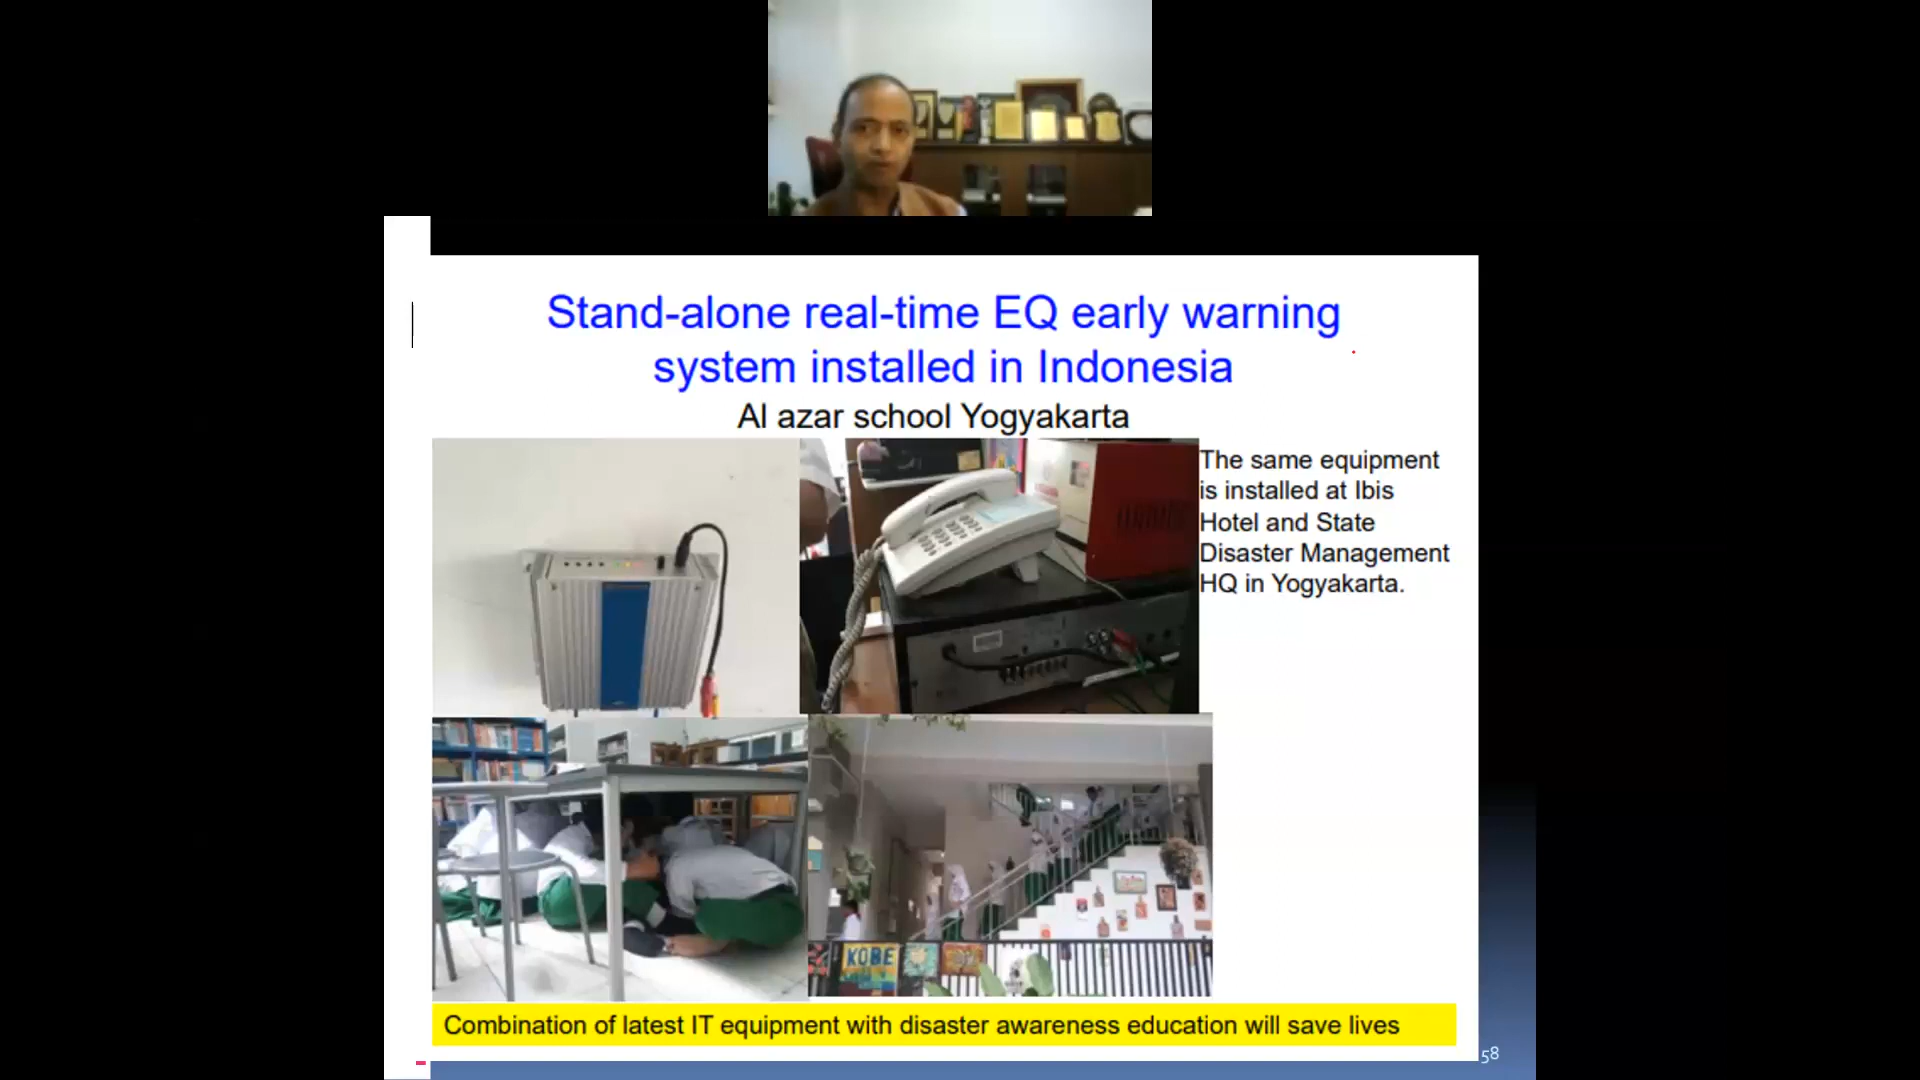 Stand-alone real-time EQ early warning
system installed in Indonesia
Al azar school Yogyakarta
The same equipment
is installed at Ibis
Hotel and State
Disaster Management
HQ in Yogyakarta.
KOBE
Combination of latest IT equipment with disaster awareness education will save lives
58